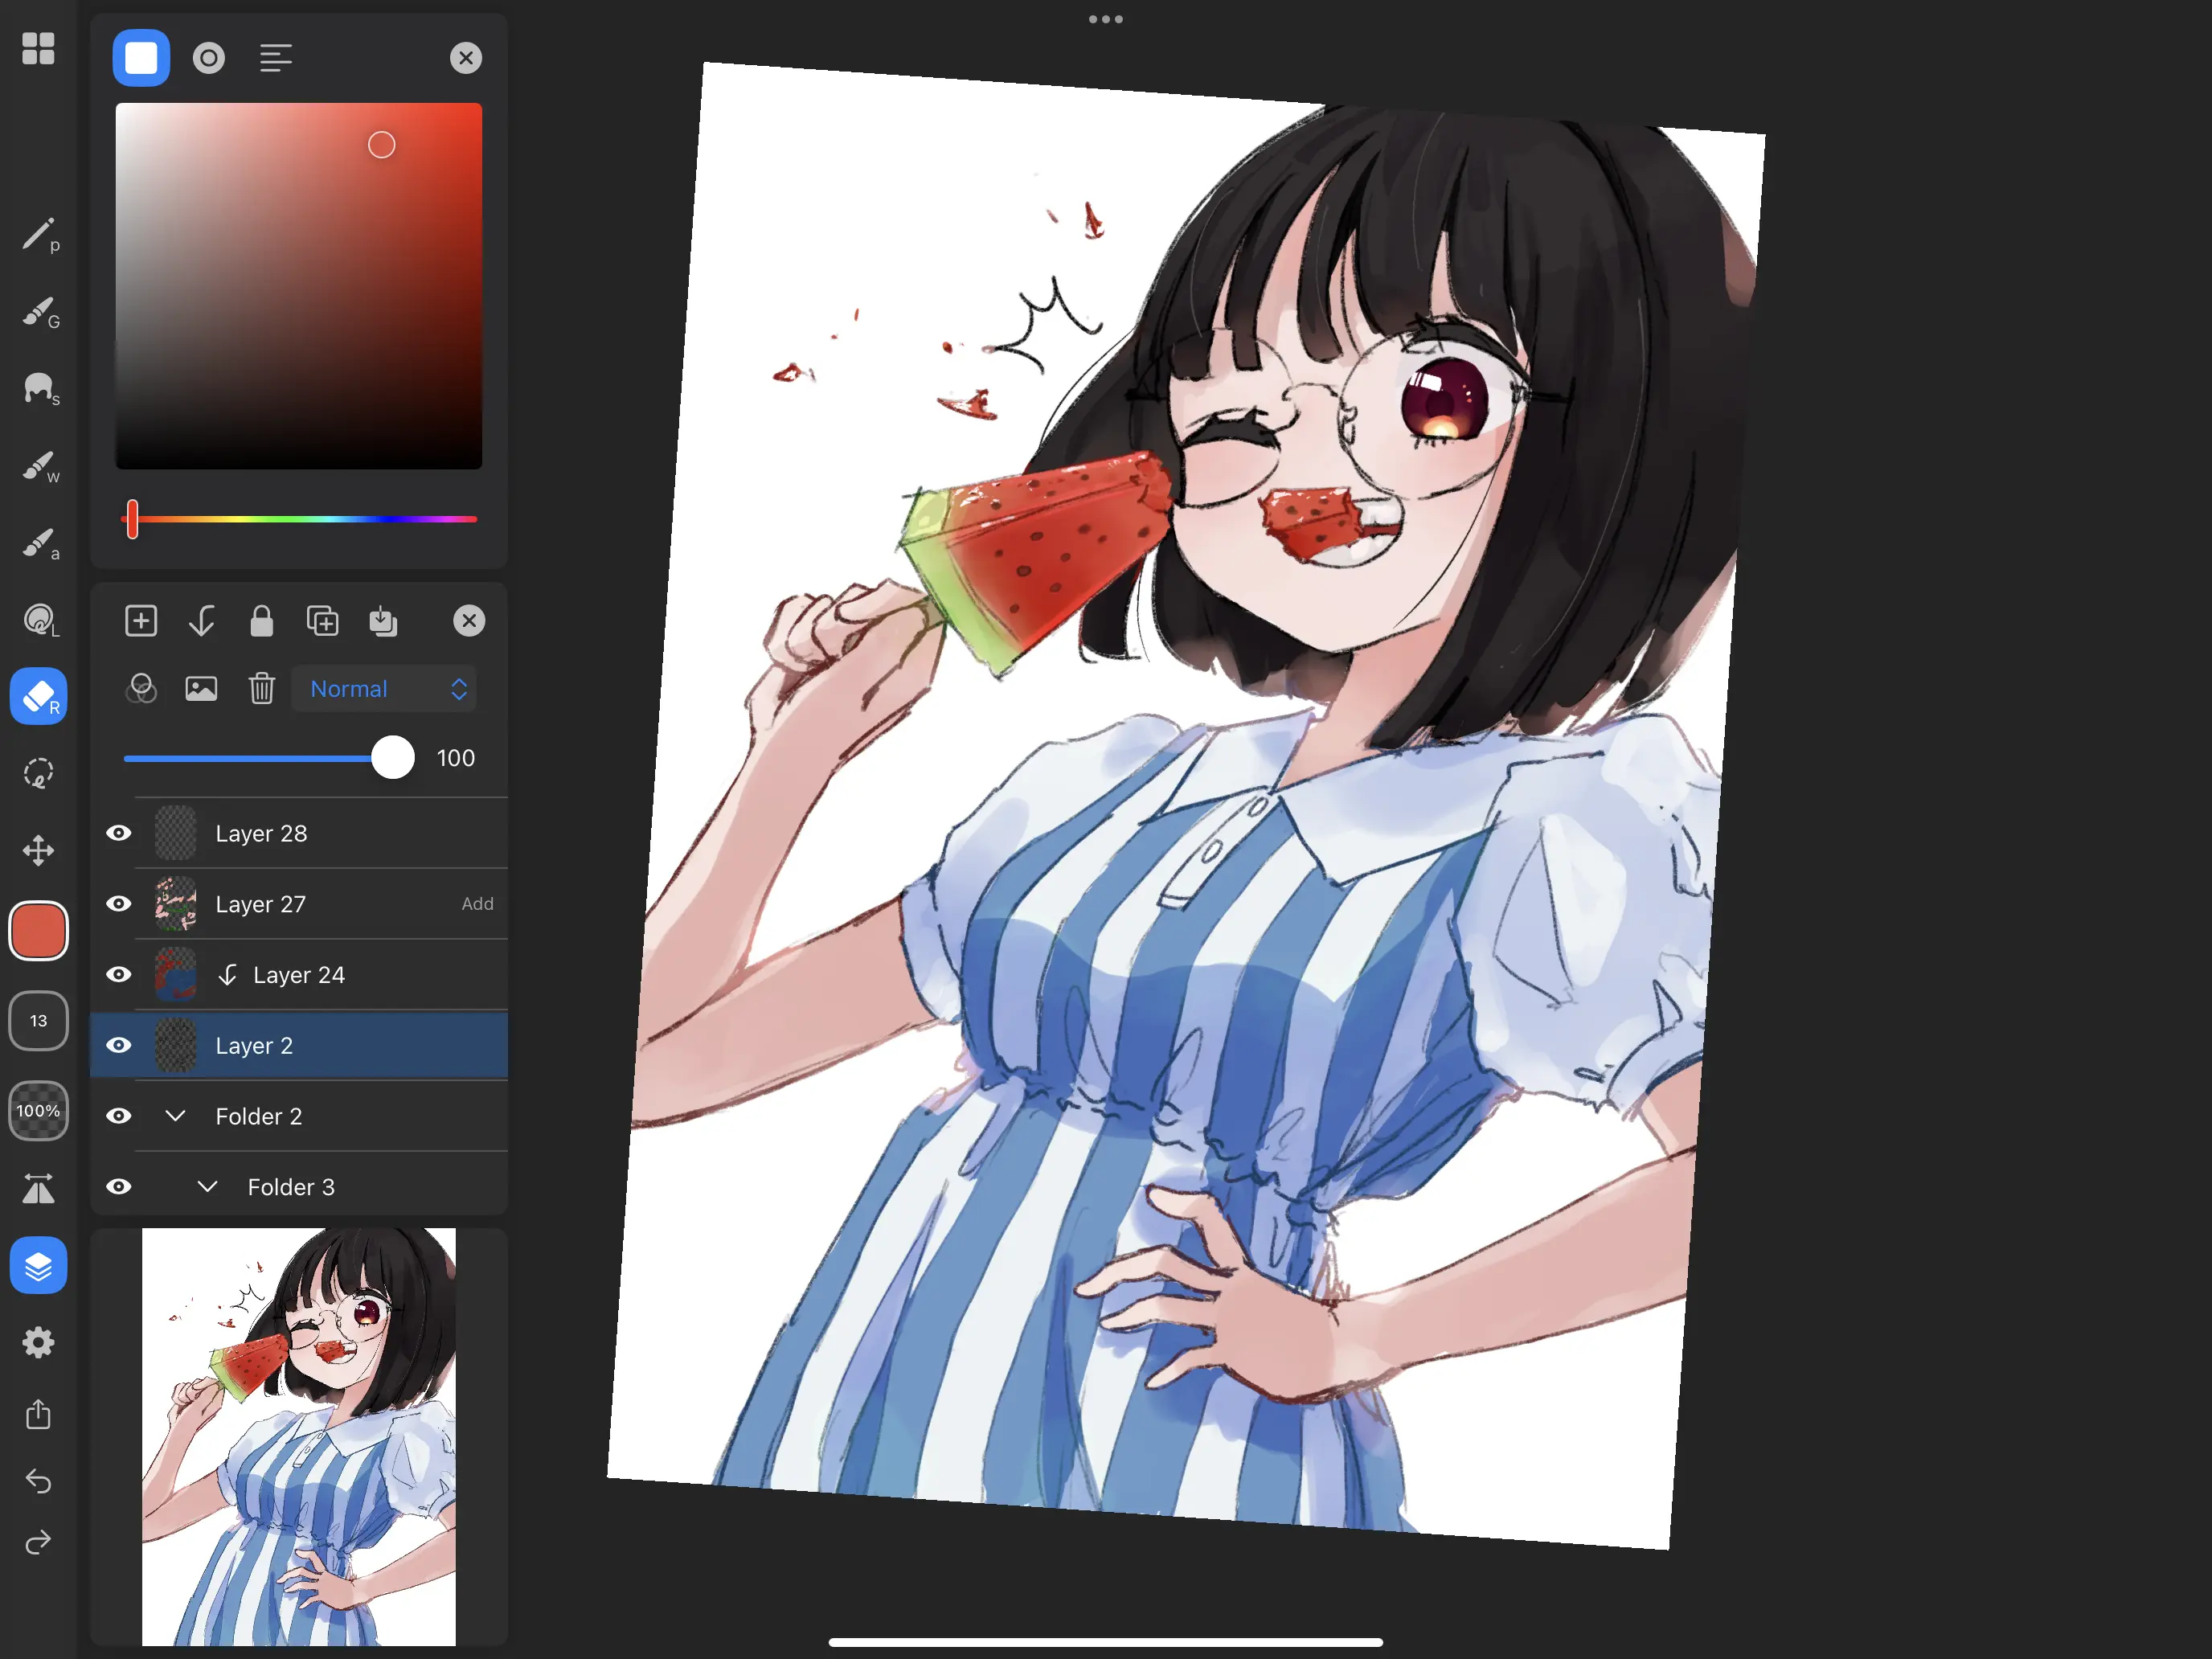 p
G
S
w
a
L
R
13
100%
Normal
100
Layer 28
Layer 27
Add
Layer 24
Layer 2
Folder 2
Folder 3